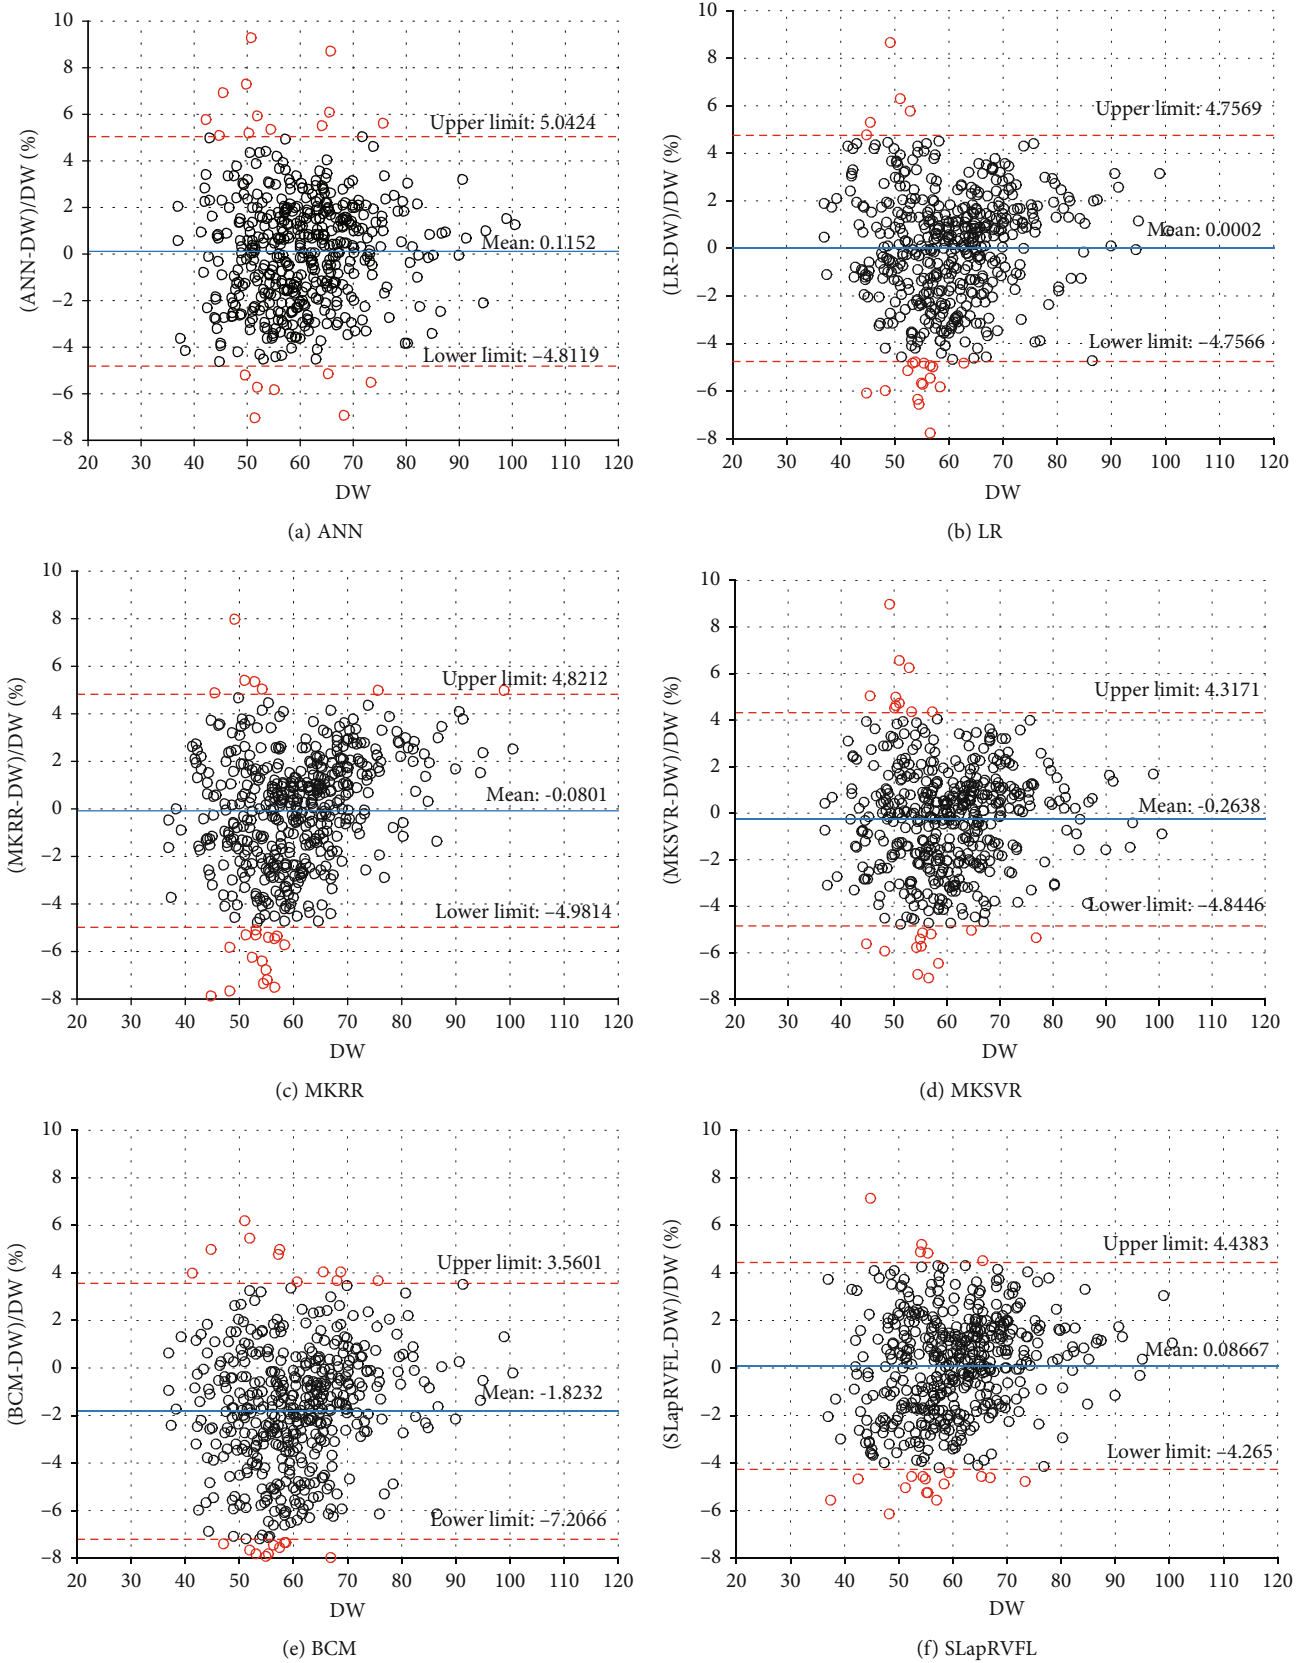 10
8
6
4
2
0
−2
−4
−6
−8
(ANN-DW)/DW (%)
Upper limit: 5.0424
Mean: 0.1152
Lower limit: −4.8119
20 30 40 50 60 70 80 90 100 110 120
DW
(a) ANN
10
8
6
4
2
0
−2
−4
−6
−8
(LR-DW)/DW (%)
Upper limit: 4.7569
Mean: 0.0002
Lower limit: −4.7566
20 30 40 50 60 70 80 90 100 110 120
DW
(b) LR
10
8
6
4
2
0
−2
−4
−6
−8
(MKRR-DW)/DW (%)
Upper limit: 4.8212
Mean: -0.0801
Lower limit: −4.9814
20 30 40 50 60 70 80 90 100 110 120
DW
(c) MKRR
10
8
6
4
2
0
−2
−4
−6
−8
(MKSVR-DW)/DW (%)
Upper limit: 4.3171
Mean: -0.2638
Lower limit: −4.8446
20 30 40 50 60 70 80 90 100 110 120
DW
(d) MKSVR
10
8
6
4
2
0
−2
−4
−6
−8
(BCM-DW)/DW (%)
Upper limit: 3.5601
Mean: -1.8232
Lower limit: −7.2066
20 30 40 50 60 70 80 90 100 110 120
DW
(e) BCM
10
8
6
4
2
0
−2
−4
−6
−8
(SLapRVFL-DW)/DW (%)
Upper limit: 4.4383
Mean: 0.08667
Lower limit: −4.265
20 30 40 50 60 70 80 90 100 110 120
DW
(f) SLapRVFL